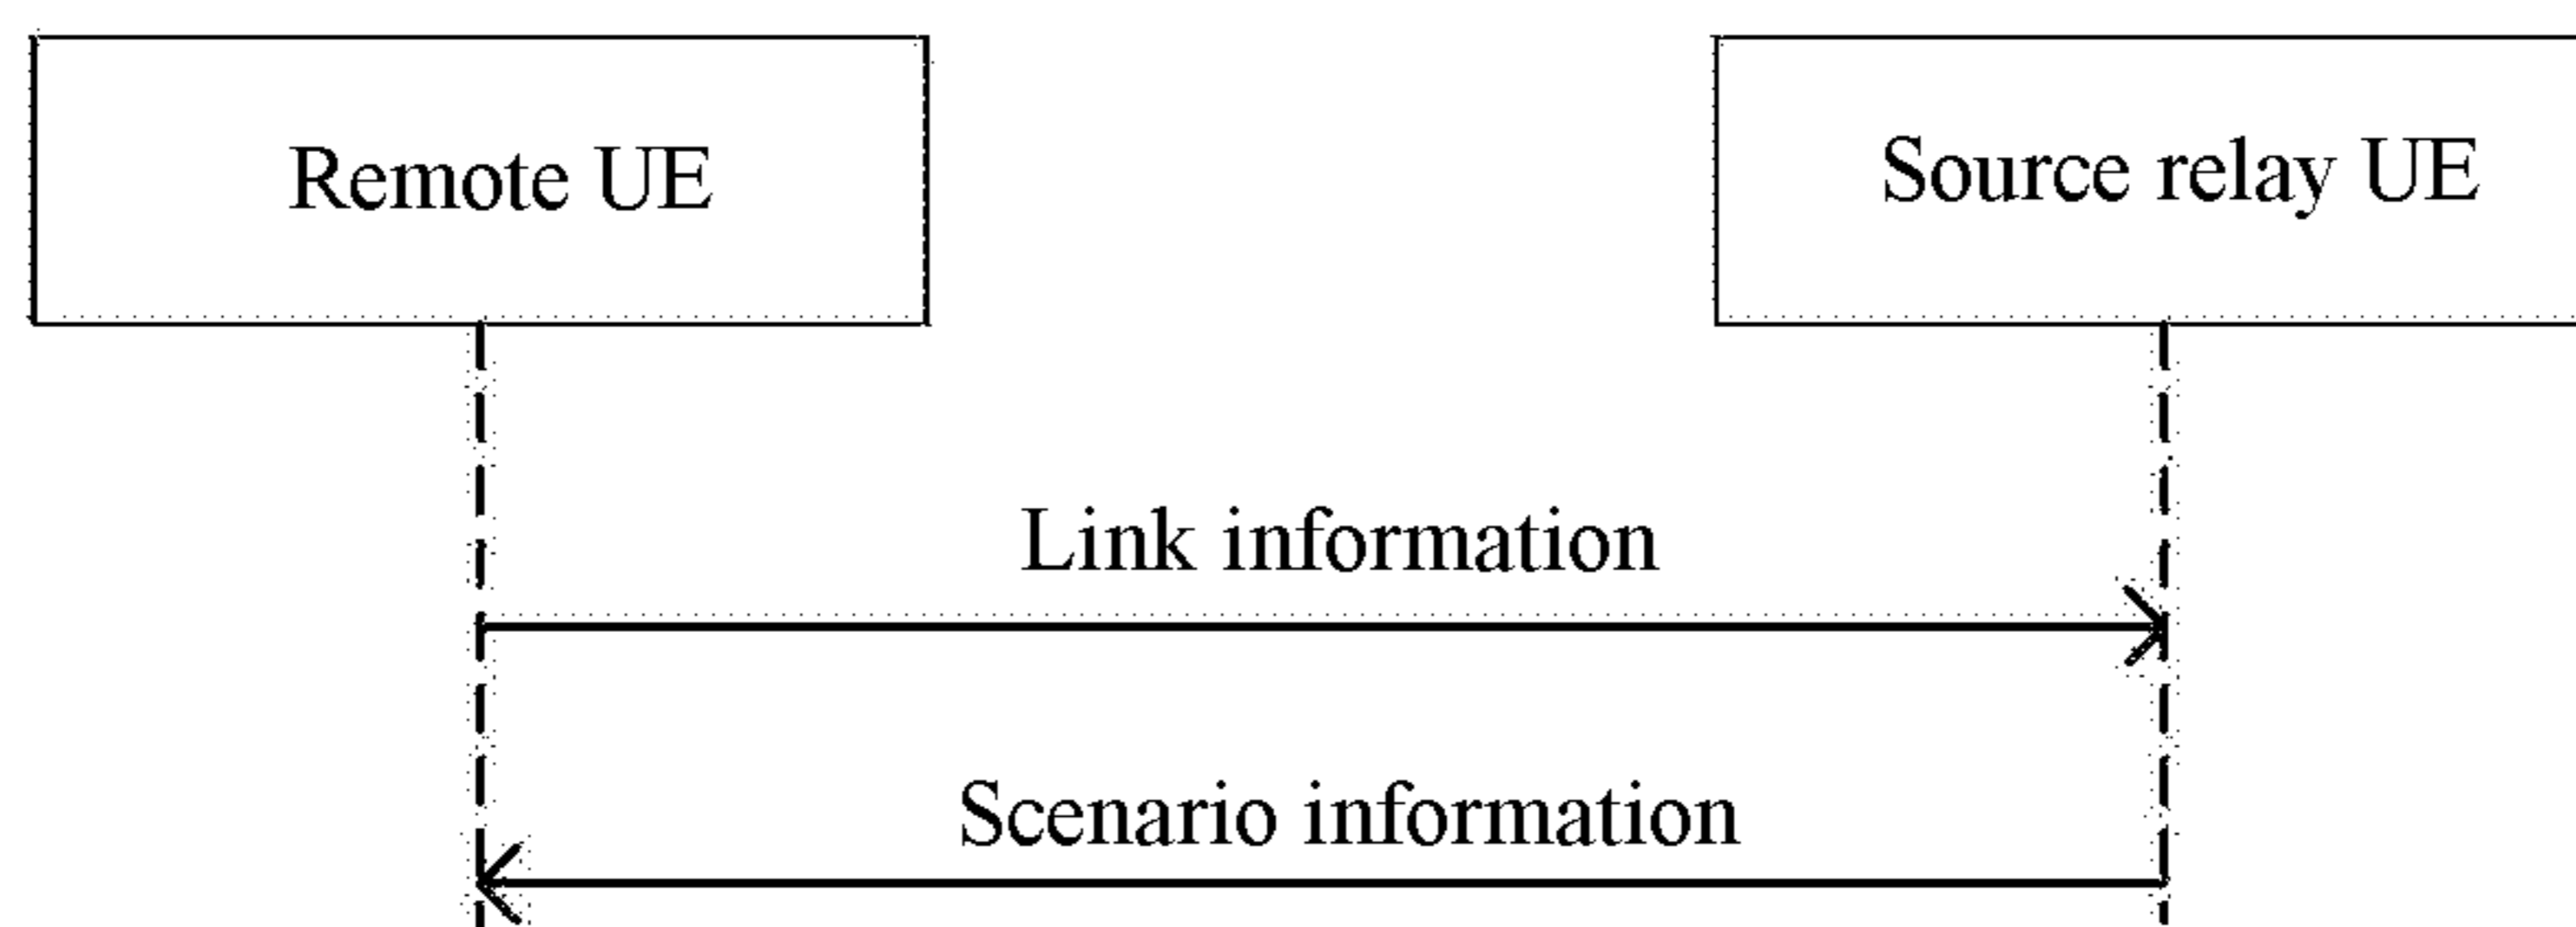 Remote UE
Source relay UE
Link information
Scenario information